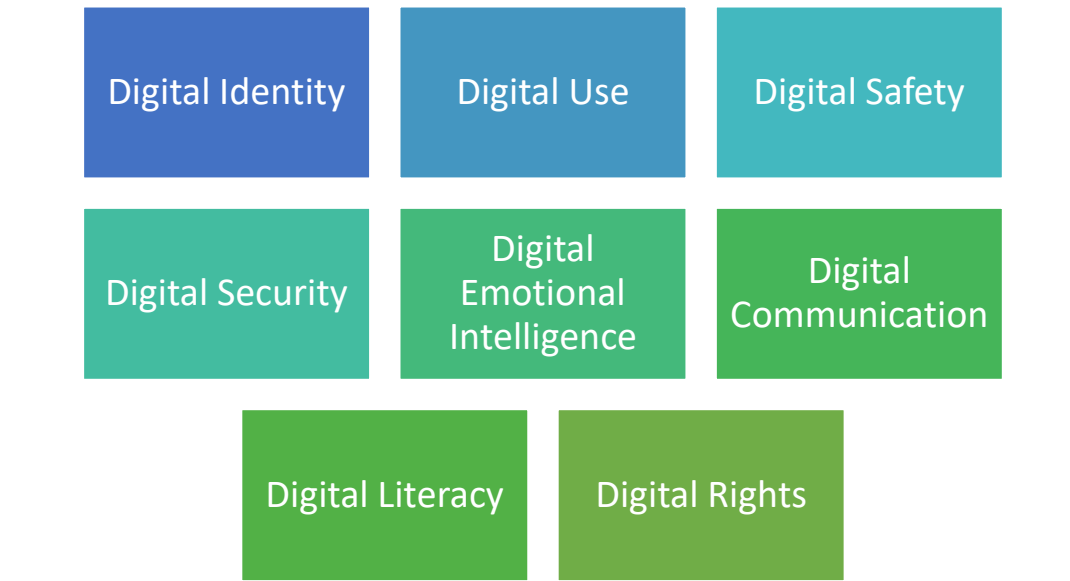 Digital Identity
Digital Use
Digital Safety
Digital Security
Digital
Emotional
Intelligence
Digital
Communication
Digital Literacy
Digital Rights